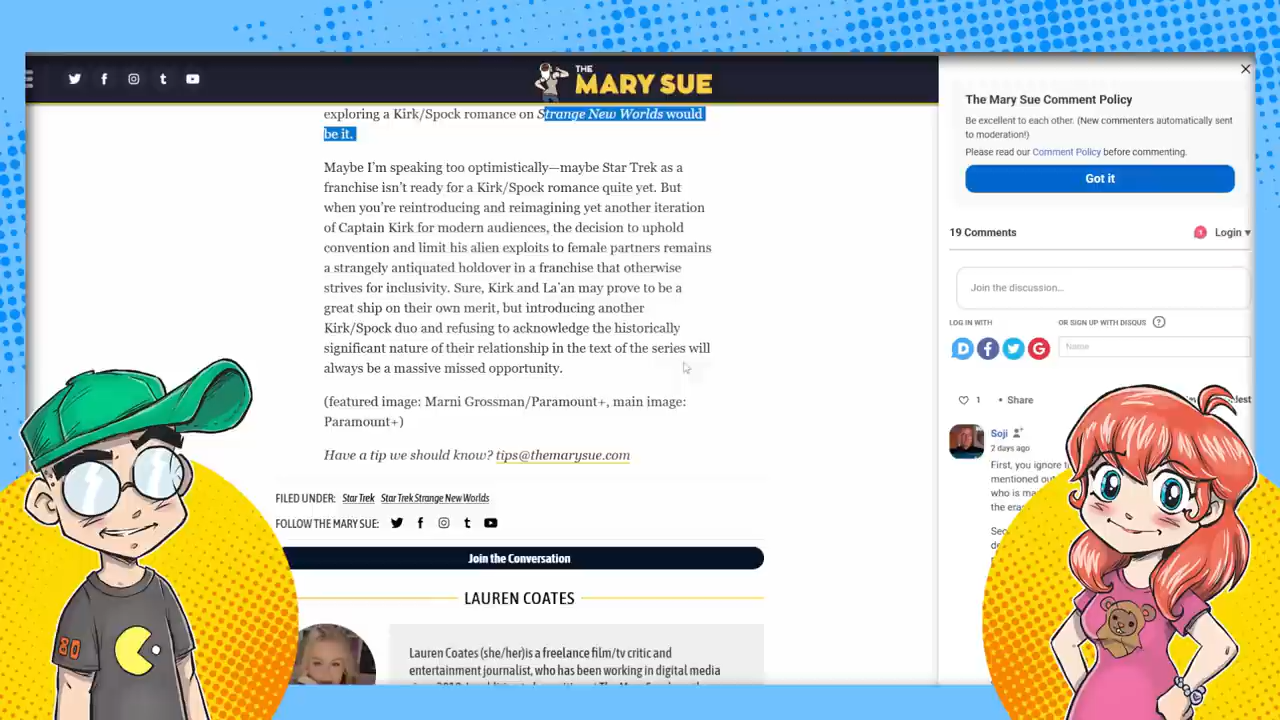 THE
MARY SUE
exploring a Kirk/Spock romance on Strange New Worlds would
be it.
Maybe I'm speaking too optimistically—maybe Star Trek as a
franchise isn't ready for a Kirk/Spock romance quite yet. But
when you're reintroducing and reimagining yet another iteration
of Captain Kirk for modern audiences, the decision to uphold
convention and limit his alien exploits to female partners remains
a strangely antiquated holdover in a franchise that otherwise
strives for inclusivity. Sure, Kirk and La'an may prove to be a
great ship on their own merit, but introducing another
Kirk/Spock duo and refusing to acknowledge the historically
significant nature of their relationship in the text of the series will
always be a massive missed opportunity.
(featured image: Marni Grossman/Paramount+, main image:
Paramount+)
Have a tip we should know? tips@themarysue.com
FILED UNDER: Star Trek Star Trek Strange New Worlds
FOLLOW THE MARY SUE:
Join the Conversation
LAUREN COATES
Lauren Coates (she/her)is a freelance film/tv critic and
entertainment journalist, who has been working in digital media
The Mary Sue Comment Policy
Be excellent to each other. (New commenters automatically sent
to moderation!)
Please read our Comment Policy before commenting.
Got it
19 Comments
1 Login
Join the discussion...
LOG IN WITH
OR SIGN UP WITH DISQUS ?
Name
1 • Share
Soji
2 days ago
First, you ignore
mentioned
who is
the
80